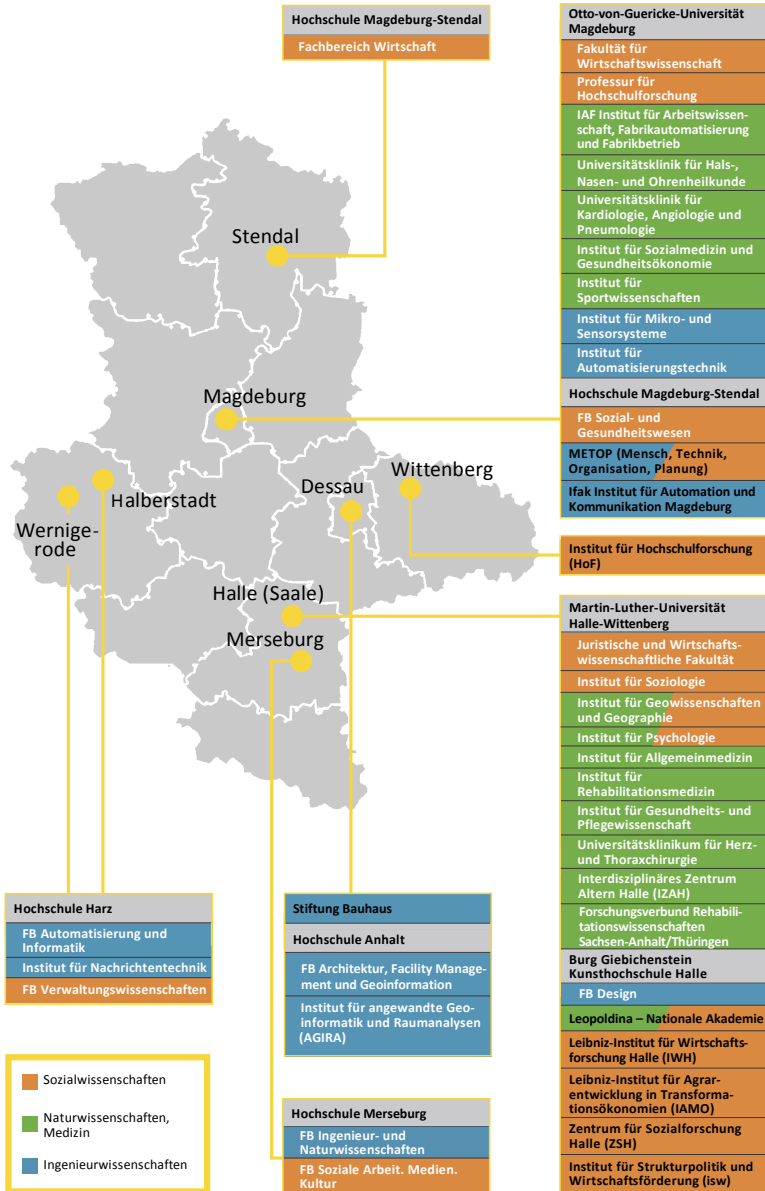 Hochschule Magdeburg-Stendal
Fachbereich Wirtschaft
Otto-von-Guericke-Universität
Magdeburg
Fakultät für
Wirtschaftswissenschaft
Professur für
Hochschulforschung
IAF Institut für Arbeitswissen-
schaft, Fabrikautomatisierung
und Fabrikbetrieb
Universitätsklinik für Hals-,
Nasen- und Ohrenheilkunde
Universitätsklinik für
Kardiologie, Angiologie und
Pneumologie
Institut für Sozialmedizin und
Gesundheitsökonomie
Institut für
Sportwissenschaften
Institut für Mikro- und
Sensorsysteme
Institut für
Automatisierungstechnik
Hochschule Magdeburg-Stendal
FB Sozial- und
Gesundheitswesen
METOP (Mensch, Technik,
Organisation, Planung)
Ifak Institut für Automation und
Kommunikation Magdeburg
Institut für Hochschulforschung
(HoF)
Martin-Luther-Universität
Halle-Wittenberg
Juristische und Wirtschafts-
wissenschaftliche Fakultät
Institut für Soziologie
Institut für Geowissenschaften
und Geographie
Institut für Psychologie
Institut für Allgemeinmedizin
Institut für
Rehabilitationsmedizin
Institut für Gesundheits- und
Pflegewissenschaft
Universitätsklinikum für Herz-
und Thoraxchirurgie
Interdisziplinäres Zentrum
Altern Halle (IZAH)
Forschungsverbund Rehabili-
tationswissenschaften
Sachsen-Anhalt/Thüringen
Burg Giebichenstein
Kunsthochschule Halle
FB Design
Leopoldina – Nationale Akademie
Leibniz-Institut für Wirtschafts-
forschung Halle (IWH)
Leibniz-Institut für Agrar-
entwicklung in Transforma-
tionsökonomien (IAMO)
Zentrum für Sozialforschung
Halle (ZSH)
Institut für Strukturpolitik und
Wirtschaftsförderung (isw)
Stendal
Magdeburg
Wittenberg
Dessau
Halberstadt
Wernige-
rode
Halle (Saale)
Merseburg
Hochschule Harz
FB Automatisierung und
Informatik
Institut für Nachrichtentechnik
FB Verwaltungswissenschaften
Stiftung Bauhaus
Hochschule Anhalt
FB Architektur, Facility Manage-
ment und Geoinformation
Institut für angewandte Geo-
informatik und Raumanalysen
(AGIRA)
Hochschule Merseburg
FB Ingenieur- und
Naturwissenschaften
FB Soziale Arbeit. Medien.
Kultur
Sozialwissenschaften
Naturwissenschaften,
Medizin
Ingenieurwissenschaften